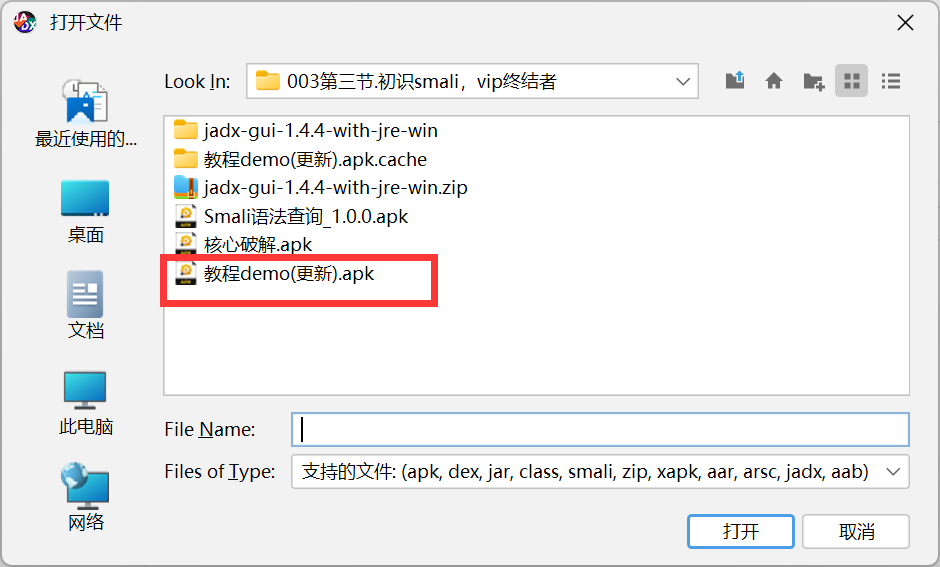 打开文件
Look In:
003第三节.初识smali，vip终结者
最近使用的...
桌面
文档
此电脑
网络
jadx-gui-1.4.4-with-jre-win
教程demo(更新).apk.cache
jadx-gui-1.4.4-with-jre-win.zip
Smali语法查询_1.0.0.apk
核心破解.apk
教程demo(更新).apk
File Name:
Files of Type:
支持的文件: (apk, dex, jar, class, smali, zip, xapk, aar, arsc, jadx, aab)
打开
取消